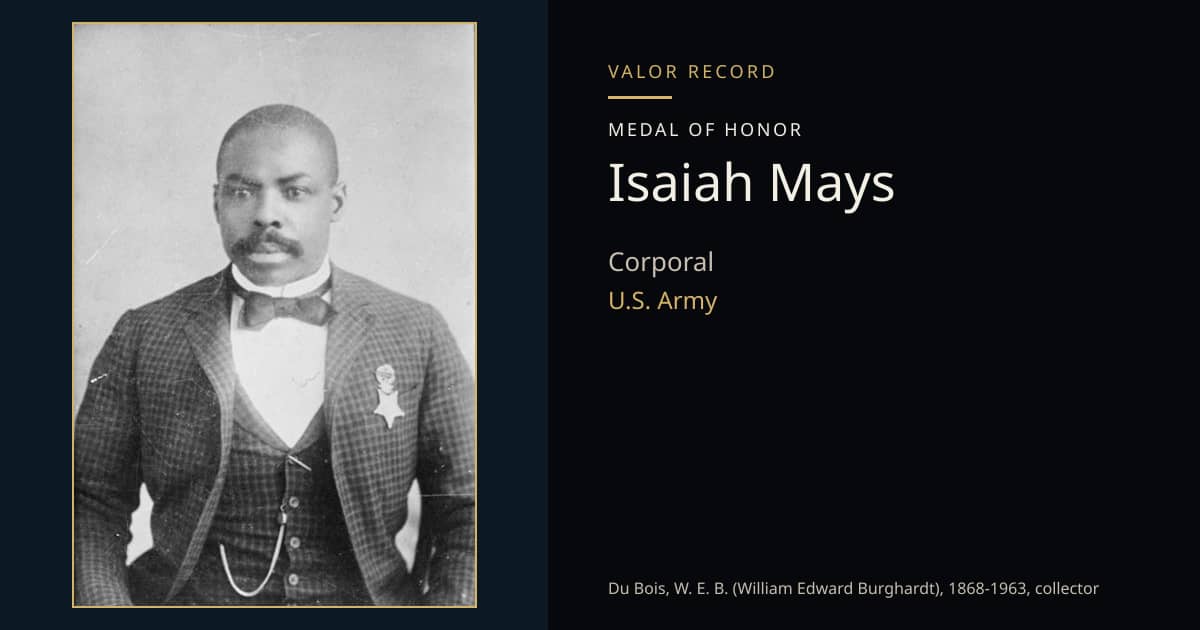 VALOR RECORD
MEDAL OF HONOR
Isaiah Mays
Corporal
U.S. Army
Du Bois, W. E. B. (William Edward Burghardt), 1868-1963, collector